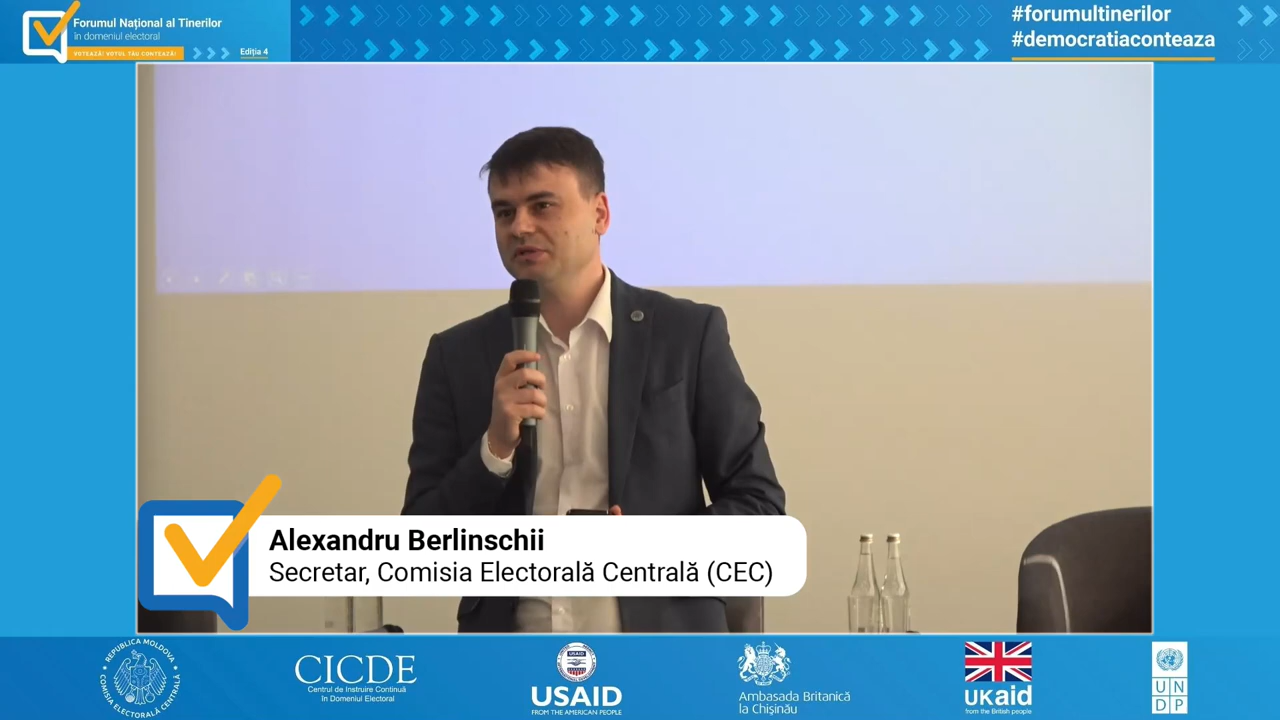 Forumul Național al Tinerilor
în domeniul electoral
VOTEAZĂ! VOTUL TĂU CONTEAZĂ!
Ediția 4
#forumultinerilor
#democratiaconteaza
Alexandru Berlinschii
Secretar, Comisia Electorală Centrală (CEC)
REPUBLICA MOLDOVA
COMISIA ELECTORALĂ CENTRALĂ
CICDE
Centrul de Instruire Continuă
în Domeniul Electoral
USAID
USAID
FROM THE AMERICAN PEOPLE
Ambasada Britanică
la Chișinău
UKaid
from the British people
U N
D P